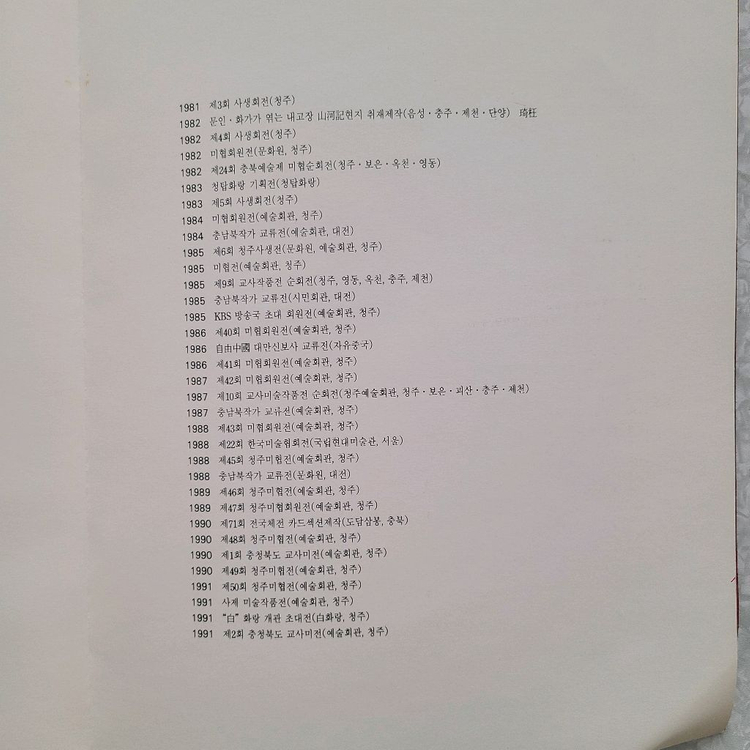 1981 제3회 사생회전(청주)
1982 문인·화가가 엮는 내고장 山河記현지 취재제작(음성·충주·제천·단양)
1982 제4회 사생회전(청주)
1982 미협회원전(문화원, 청주)
1982 제24회 충북예술제 미협순회전(청주·보은·옥천·영동)
1983 청탑화랑 기획전(청탑화랑)
1983 제5회 사생회전(청주)
1984 미협회원전(예술회관, 청주)
1984 충남북작가 교류전(예술회관, 대전)
1985 제6회 청주사생전(문화원, 예술회관, 청주)
1985 미협전(예술회관, 청주)
1985 제9회 교사작품전 순회전(청주, 영동, 옥천, 충주, 제천)
1985 충남북작가 교류전(시민회관, 대전)
1985 KBS 방송국 초대 회원전(예술회관, 청주)
1986 제40회 미협회원전(예술회관, 청주)
1986 自由中國 대만신보사 교류전(자유중국)
1986 제41회 미협회원전(예술회관, 청주)
1987 제42회 미협회원전(예술회관, 청주)
1987 제10회 교사미술작품전 순회전(청주예술회관, 청주·보은·괴산·충주·제천)
1987 충남북작가 교류전(예술회관, 청주)
1988 제43회 미협회원전(예술회관, 청주)
1988 제22회 한국미술협회전(국립현대미술관, 서울)
1988 제45회 청주미협전(예술회관, 청주)
1988 충남북작가 교류전(문화원, 대전)
1989 제46회 청주미협전(예술회관, 청주)
1989 제47회 청주미협회원전(예술회관, 청주)
1990 제71회 전국체전 카드섹션제작(도담삼봉, 충북)
1990 제48회 청주미협전(예술회관, 청주)
1990 제1회 충청북도 교사미전(예술회관, 청주)
1990 제49회 청주미협전(예술회관, 청주)
1991 제50회 청주미협전(예술회관, 청주)
1991 사제 미술작품전(예술회관, 청주)
1991 "白" 화랑 개관 초대전(白화랑, 청주)
1991 제2회 충청북도 교사미전(예술회관, 청주)